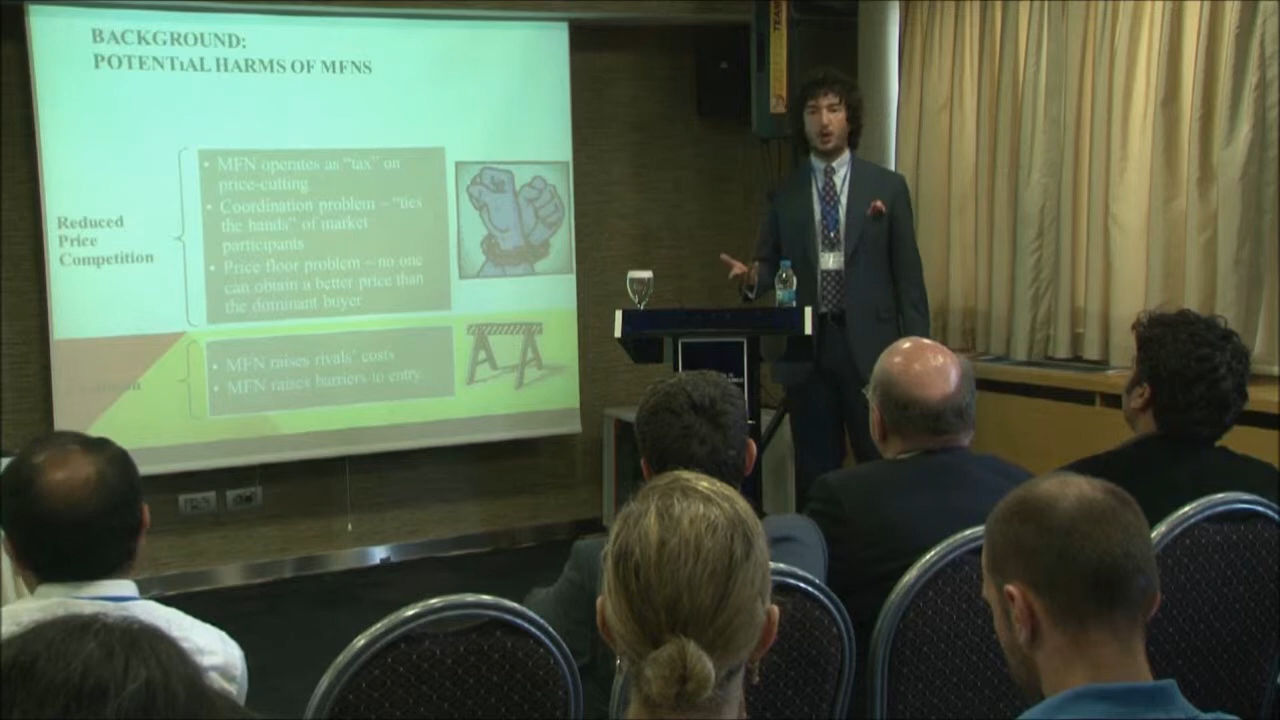 BACKGROUND:
POTENTIAL HARMS OF MFNS
Reduced
Price
Competition
• MFN operates as “tax” on
price-cutting
• Coordination problem – “ties
the hands” of market
participants
• Price floor problem – no one
can obtain a better price than
the dominant buyer
• MFN raises rivals’ costs
• MFN raises barriers to entry
TEAM